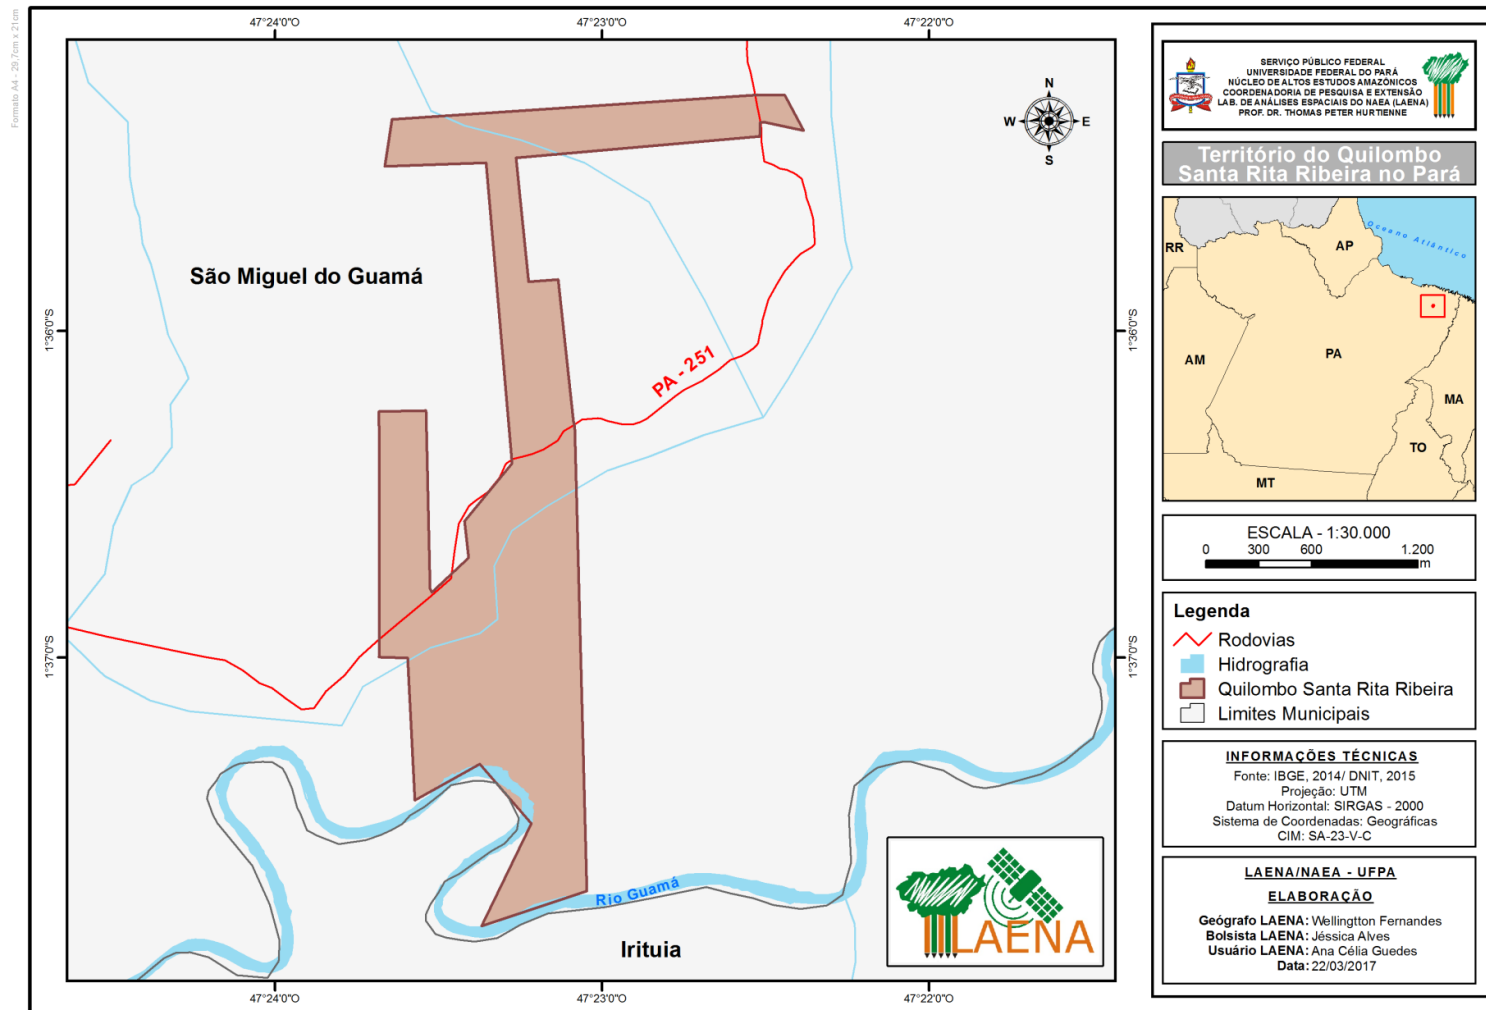 Formato A4 - 29,7cm x 21cm
47°24'0"O
47°23'0"O
47°22'0"O
N
W
E
S
São Miguel do Guamá
1°36'0"S
1°36'0"S
PA - 251
1°37'0"S
1°37'0"S
Rio Guamá
Irituia
LAENA
47°24'0"O
47°23'0"O
47°22'0"O
SERVIÇO PÚBLICO FEDERAL
UNIVERSIDADE FEDERAL DO PARÁ
NÚCLEO DE ALTOS ESTUDOS AMAZÔNICOS
COORDENADORIA DE PESQUISA E EXTENSÃO
LAB. DE ANÁLISES ESPACIAIS DO NAEA (LAENA)
PROF. DR. THOMAS PETER HURTIENNE
Território do Quilombo
Santa Rita Ribeira no Pará
Oceano Atlântico
RR
AP
AM
PA
MA
TO
MT
ESCALA - 1:30.000
0 300 600 1.200
m
Legenda
Rodovias
Hidrografia
Quilombo Santa Rita Ribeira
Limites Municipais
INFORMAÇÕES TÉCNICAS
Fonte: IBGE, 2014/ DNIT, 2015
Projeção: UTM
Datum Horizontal: SIRGAS - 2000
Sistema de Coordenadas: Geográficas
CIM: SA-23-V-C
LAENA/NAEA - UFPA
ELABORAÇÃO
Geógrafo LAENA: Wellingtton Fernandes
Bolsista LAENA: Jéssica Alves
Usuário LAENA: Ana Célia Guedes
Data: 22/03/2017